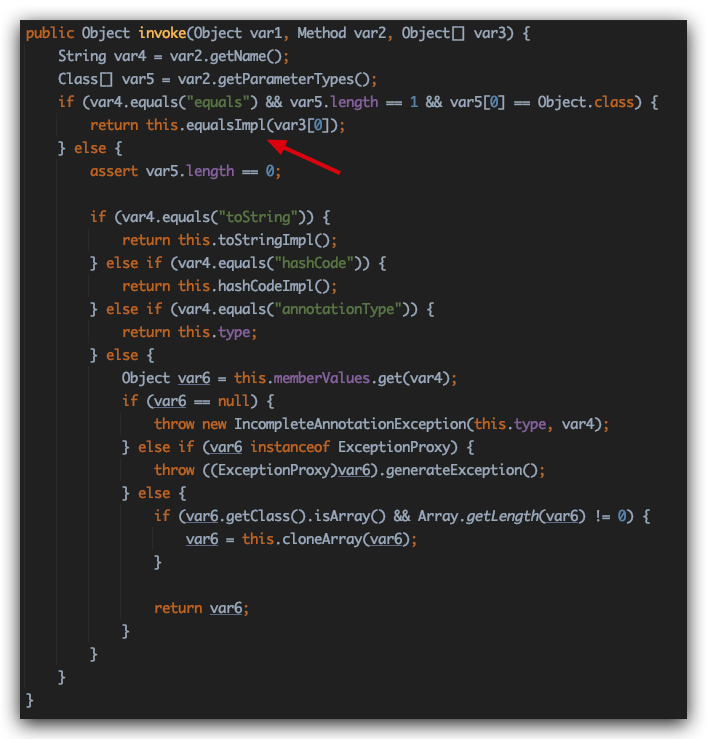 public Object invoke(Object var1, Method var2, Object[] var3) {
    String var4 = var2.getName();
    Class[] var5 = var2.getParameterTypes();
    if (var4.equals("equals") && var5.length == 1 && var5[0] == Object.class) {
        return this.equalsImpl(var3[0]);
    } else {
        assert var5.length == 0;

        if (var4.equals("toString")) {
            return this.toStringImpl();
        } else if (var4.equals("hashCode")) {
            return this.hashCodeImpl();
        } else if (var4.equals("annotationType")) {
            return this.type;
        } else {
            Object var6 = this.memberValues.get(var4);
            if (var6 == null) {
                throw new IncompleteAnnotationException(this.type, var4);
            } else if (var6 instanceof ExceptionProxy) {
                throw ((ExceptionProxy)var6).generateException();
            } else {
                if (var6.getClass().isArray() && Array.getLength(var6) != 0) {
                    var6 = this.cloneArray(var6);
                }

                return var6;
            }
        }
    }
}